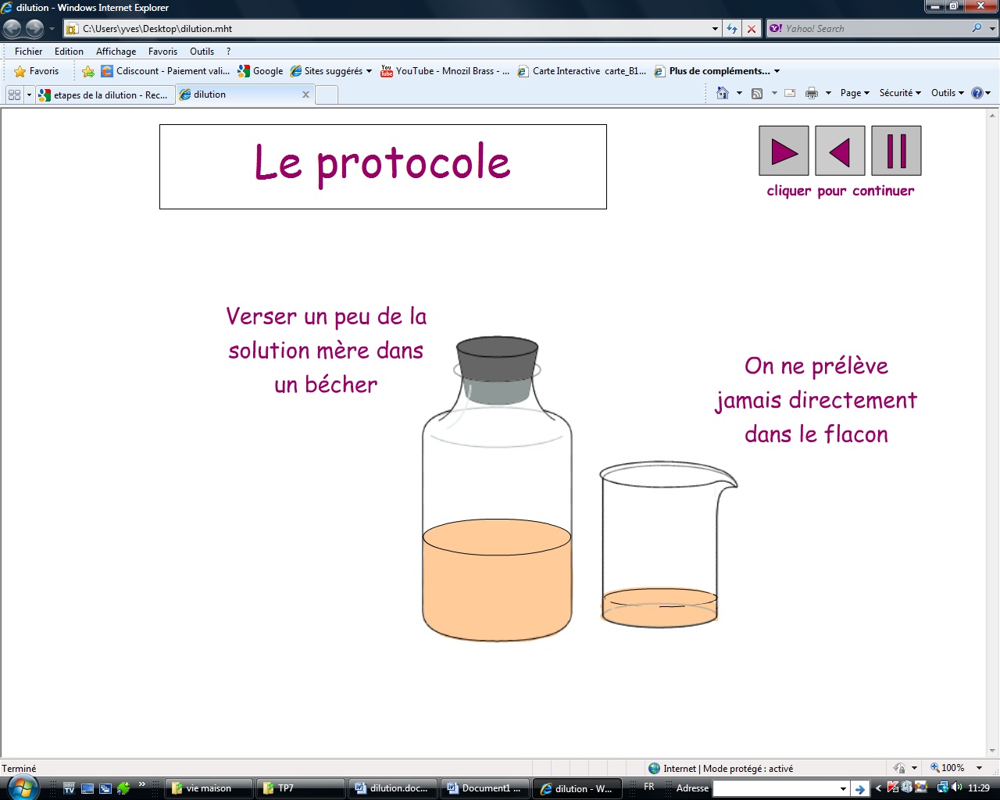 dilution - Windows Internet Explorer
C:\Users\yves\Desktop\dilution.mht
Yahoo! Search
Fichier Edition Affichage Favoris Outils ?
Favoris Cdiscount - Paiement vali... Google Sites suggérés YouTube - Mnozil Brass - ... Carte Interactive carte_B1... Plus de compléments...
etapes de la dilution - Rec... dilution Page Sécurité Outils
Le protocole
cliquer pour continuer
Verser un peu de la
solution mère dans
un bécher
On ne prélève
jamais directement
dans le flacon
Terminé Internet | Mode protégé : activé 100%
vie maison TP7 dilution.doc... Document1 ... dilution - W... FR Adresse 11:29